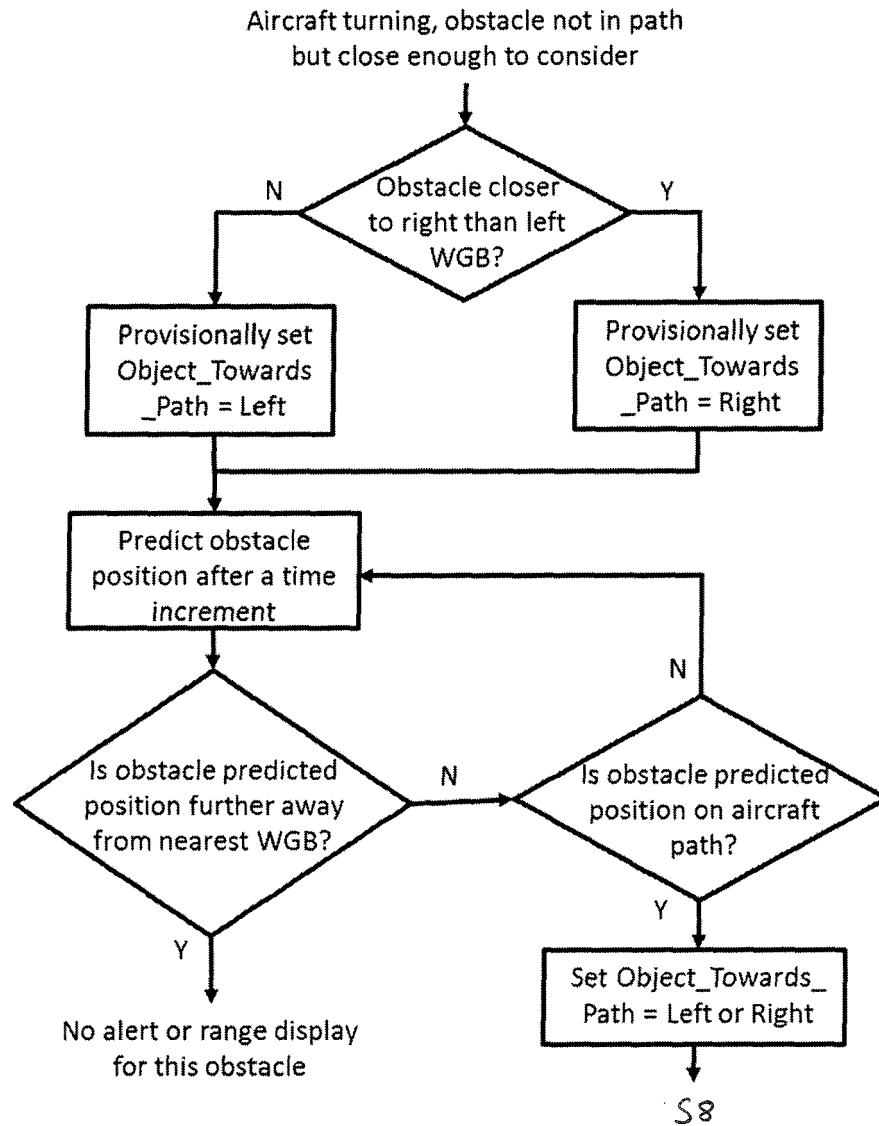 Aircraft turning, obstacle not in path
but close enough to consider
N
Y
Obstacle closer
to right than left
WGB?
Provisionally set
Object_Towards
_Path = Left
Provisionally set
Object_Towards
_Path = Right
Predict obstacle
position after a time
increment
N
Is obstacle predicted
position further away
from nearest WGB?
N
Is obstacle predicted
position on aircraft
path?
Y
Y
No alert or range display
for this obstacle
Set Object_Towards_
Path = Left or Right
S8